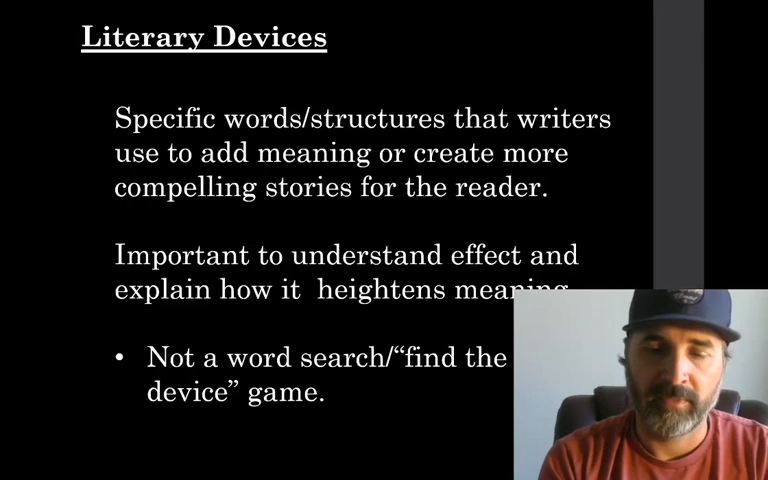 Literary Devices
Specific words/structures that writers
use to add meaning or create more
compelling stories for the reader.
Important to understand effect and
explain how it heightens meaning.
• Not a word search/“find the
device” game.